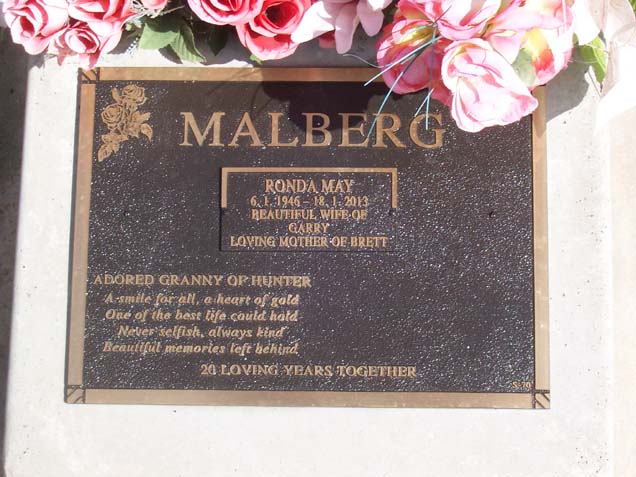 MALBERG
RONDA MAY
6. 1. 1946 - 18. 1. 2013
BEAUTIFUL WIFE OF
GARRY
LOVING MOTHER OF BRETT
ADORED GRANNY OF HUNTER
A smile for all, a heart of gold
One of the best life could hold
Never selfish, always kind
Beautiful memories left behind
20 LOVING YEARS TOGETHER
S-70